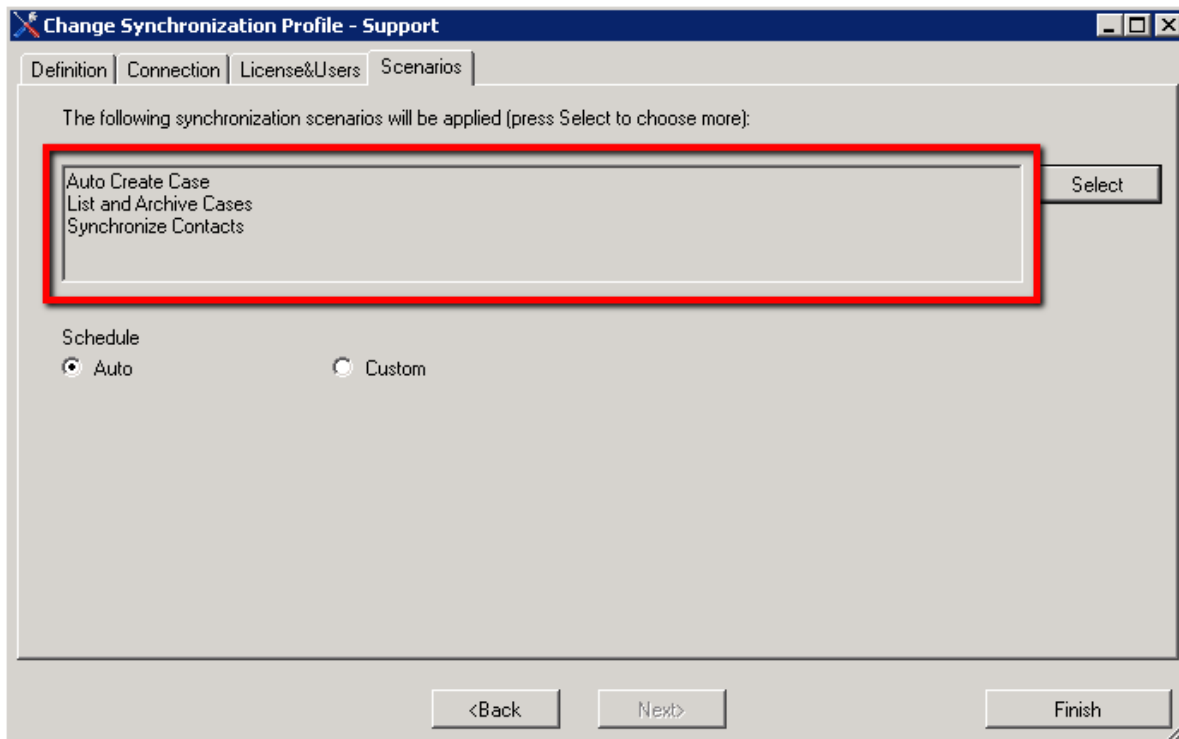 Change Synchronization Profile - Support
Definition Connection License&Users Scenarios
The following synchronization scenarios will be applied (press Select to choose more):
Auto Create Case
List and Archive Cases
Synchronize Contacts
Select
Schedule
Auto Custom
<Back Next> Finish